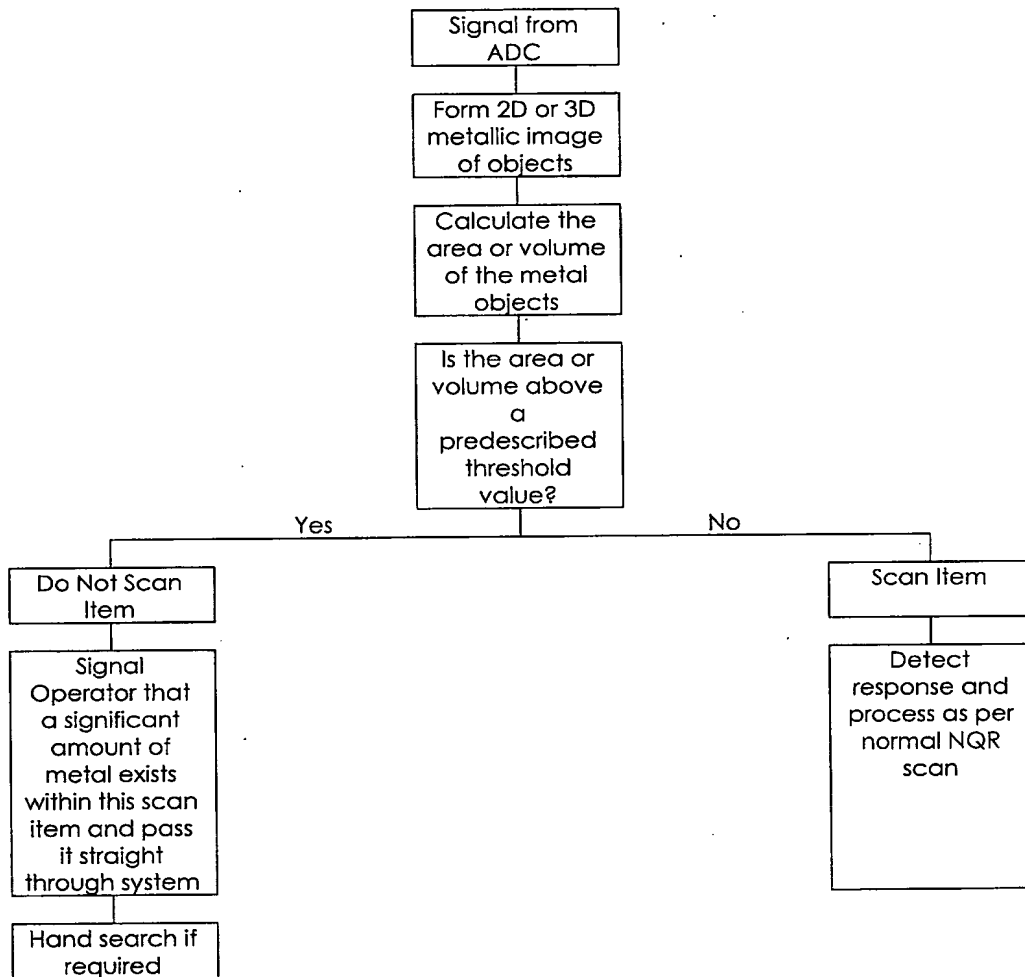 Signal from
ADC
Form 2D or 3D
metallic image
of objects
Calculate the
area or volume
of the metal
objects
Is the area or
volume above
a
predescribed
threshold
value?
Yes
No
Do Not Scan
Item
Signal
Operator that
a significant
amount of
metal exists
within this scan
item and pass
it straight
through system
Hand search if
required
Scan Item
Detect
response and
process as per
normal NQR
scan